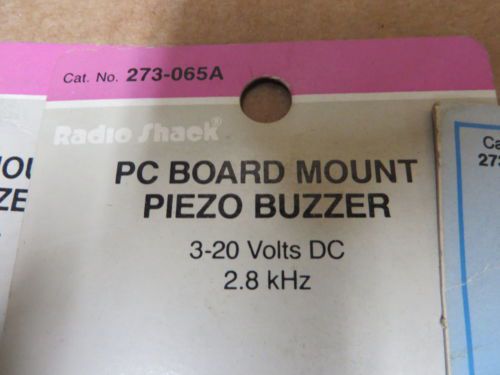 Cat. No. 273-065A
Radio Shack®
PC BOARD MOUNT
PIEZO BUZZER
3-20 Volts DC
2.8 kHz